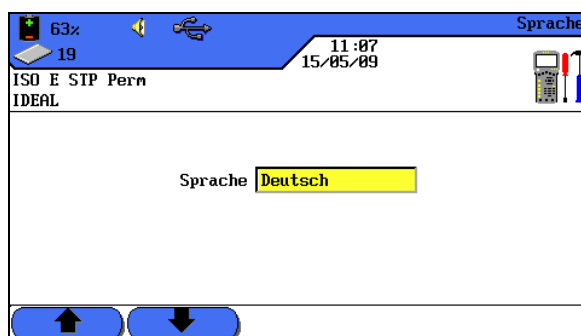 63% Sprache
19 11:07
15/05/09
ISO E STP Perm
IDEAL
Sprache Deutsch